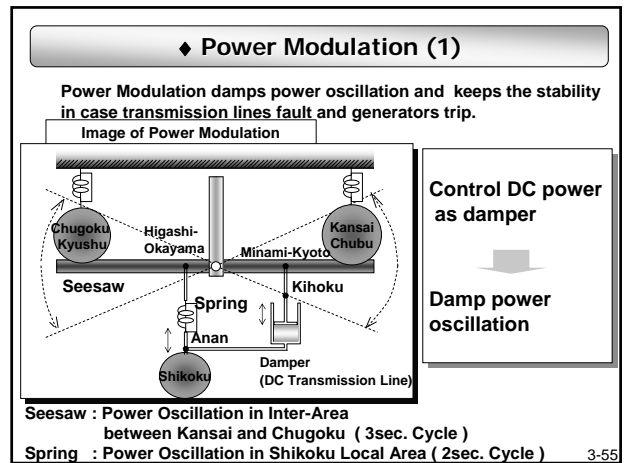 ♦ Power Modulation (1)
Power Modulation damps power oscillation and keeps the stability
in case transmission lines fault and generators trip.
Image of Power Modulation
Chugoku
Kyushu
Higashi-
Okayama
Minami-Kyoto
Kansai
Chubu
Seesaw
Kihoku
Spring
Anan
Shikoku
Damper
(DC Transmission Line)
Control DC power
as damper
Damp power
oscillation
Seesaw : Power Oscillation in Inter-Area
between Kansai and Chugoku ( 3sec. Cycle )
Spring : Power Oscillation in Shikoku Local Area ( 2sec. Cycle )
3-55